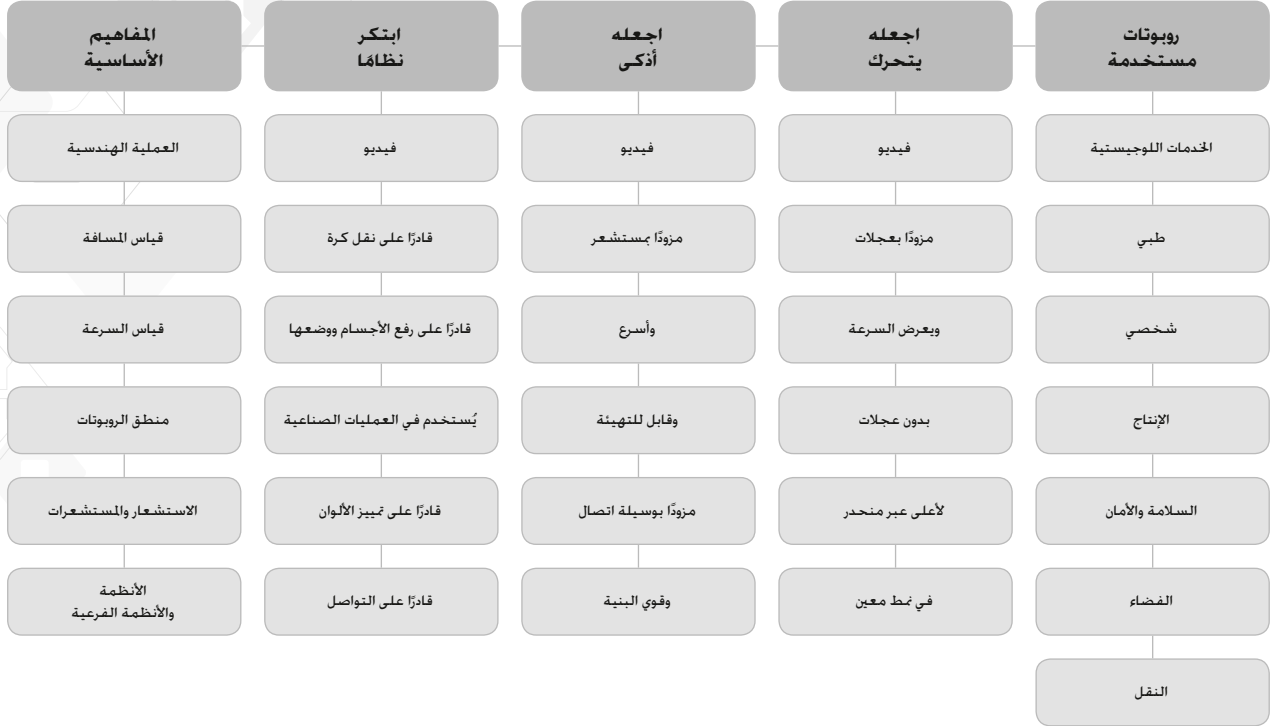 روبوتات
مستخدمة
الخدمات اللوجيستية
طبي
شخصي
الإنتاج
السلامة والأمان
الفضاء
النقل
اجعله
يتحرك
فيديو
مزودًا بعجلات
ويعرض السرعة
بدون عجلات
لأعلى عبر منحدر
في نمط معين
اجعله
أذكى
فيديو
مزودًا بمستشعر
وأسرع
وقابل للتهيئة
مزودًا بوسيلة اتصال
وقوي البنية
ابتكر
نظامًا
فيديو
قادرًا على نقل كرة
قادرًا على رفع الأجسام ووضعها
يُستخدم في العمليات الصناعية
قادرًا على تمييز الألوان
قادرًا على التواصل
المفاهيم
الأساسية
العملية الهندسية
قياس المسافة
قياس السرعة
منطق الروبوتات
الاستشعار والمستشعرات
الأنظمة
والأنظمة الفرعية